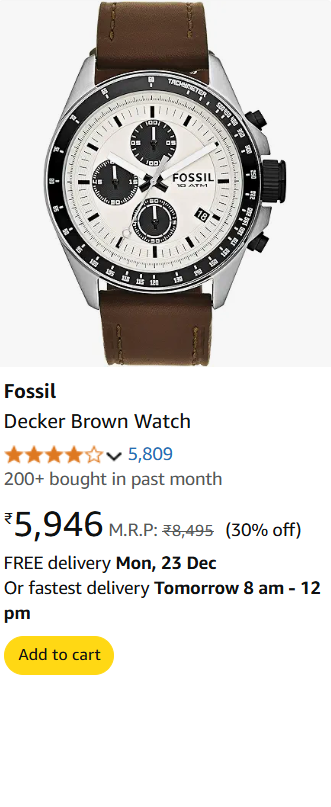 TACHYMETER
FOSSIL
10 ATM
18
Fossil
Decker Brown Watch
5,809
200+ bought in past month
₹5,946 M.R.P: ₹8,495 (30% off)
FREE delivery Mon, 23 Dec
Or fastest delivery Tomorrow 8 am - 12
pm
Add to cart